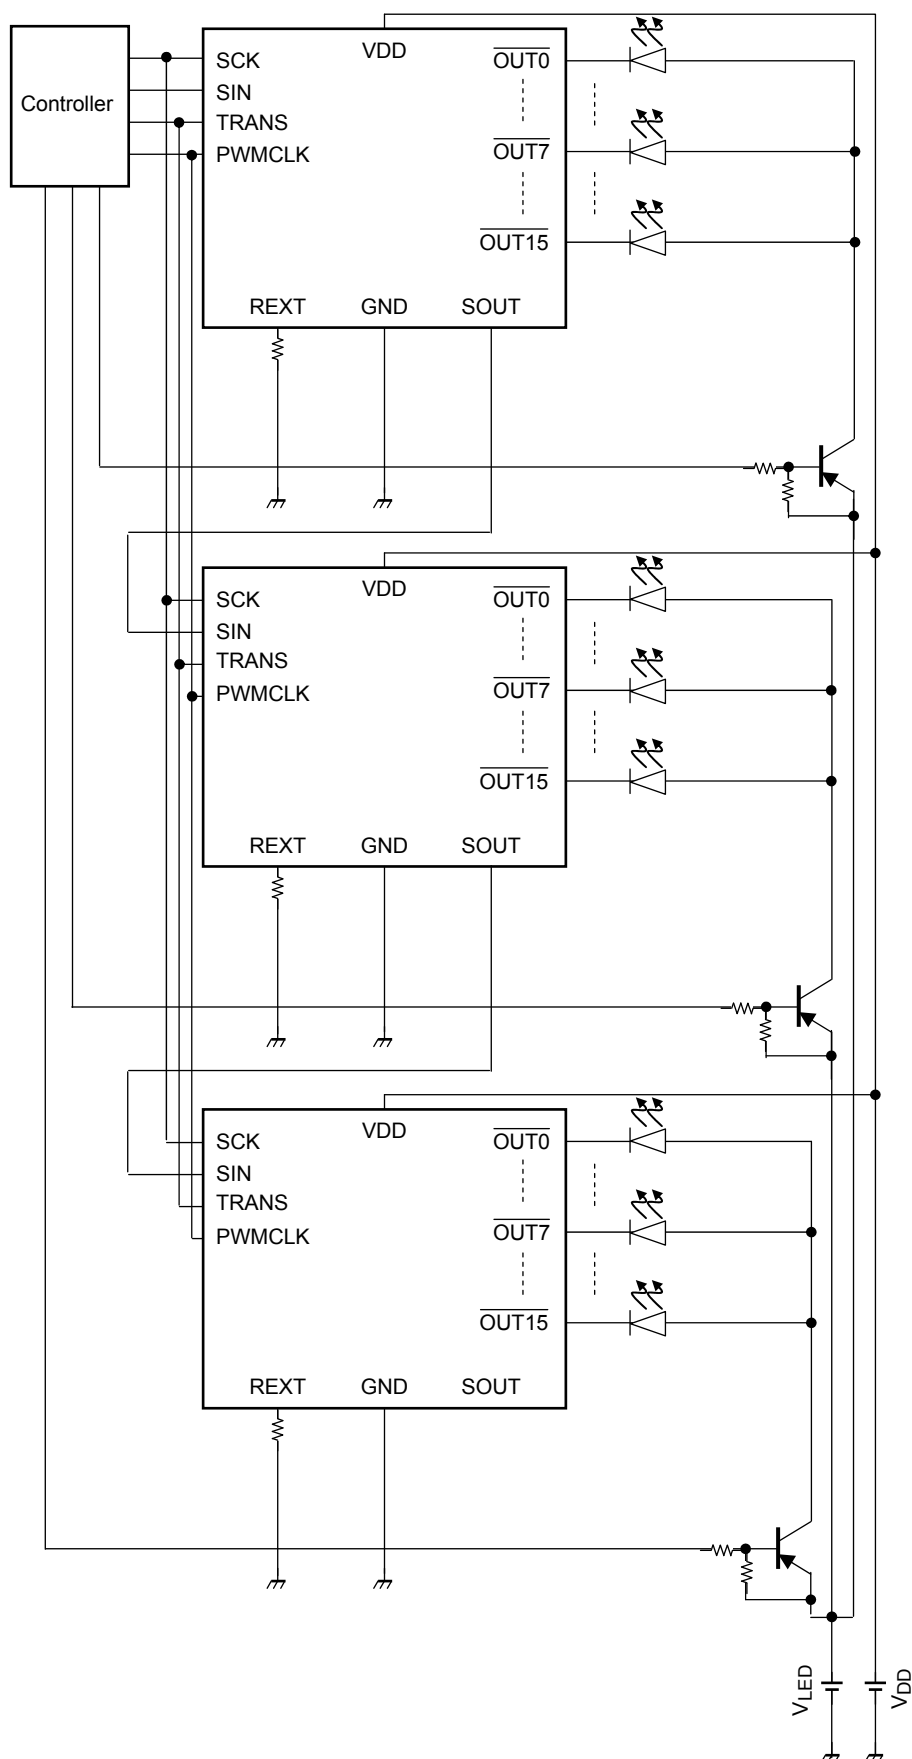 Controller
SCK
SIN
TRANS
PWMCLK
VDD
OUT0
OUT7
OUT15
REXT
GND
SOUT
SCK
SIN
TRANS
PWMCLK
VDD
OUT0
OUT7
OUT15
REXT
GND
SOUT
SCK
SIN
TRANS
PWMCLK
VDD
OUT0
OUT7
OUT15
REXT
GND
SOUT
VLED
VDD